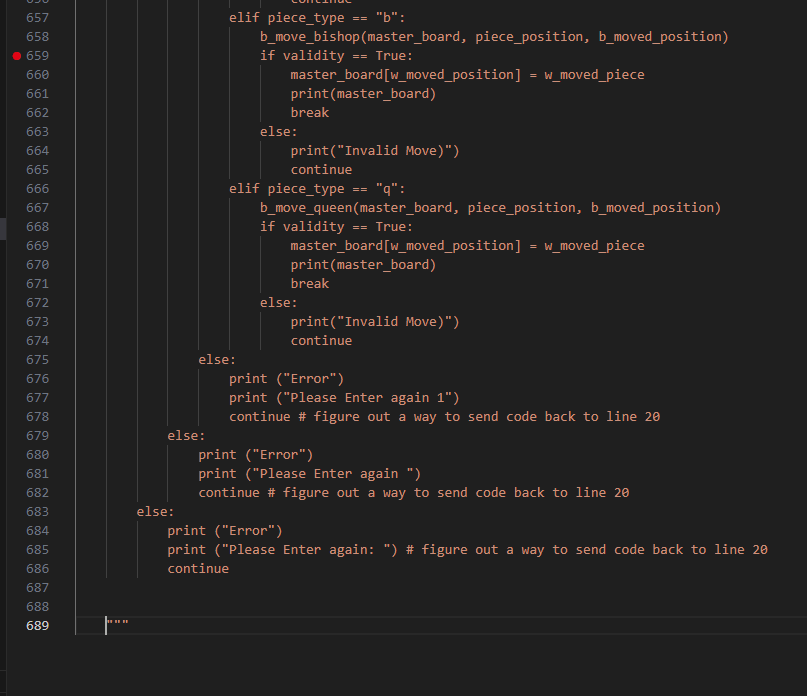 656 continue
657 elif piece_type == "b":
658 b_move_bishop(master_board, piece_position, b_moved_position)
659 if validity == True:
660 master_board[w_moved_position] = w_moved_piece
661 print(master_board)
662 break
663 else:
664 print("Invalid Move)")
665 continue
666 elif piece_type == "q":
667 b_move_queen(master_board, piece_position, b_moved_position)
668 if validity == True:
669 master_board[w_moved_position] = w_moved_piece
670 print(master_board)
671 break
672 else:
673 print("Invalid Move)")
674 continue
675 else:
676 print ("Error")
677 print ("Please Enter again 1")
678 continue # figure out a way to send code back to line 20
679 else:
680 print ("Error")
681 print ("Please Enter again ")
682 continue # figure out a way to send code back to line 20
683 else:
684 print ("Error")
685 print ("Please Enter again: ") # figure out a way to send code back to line 20
686 continue
687
688
689 """